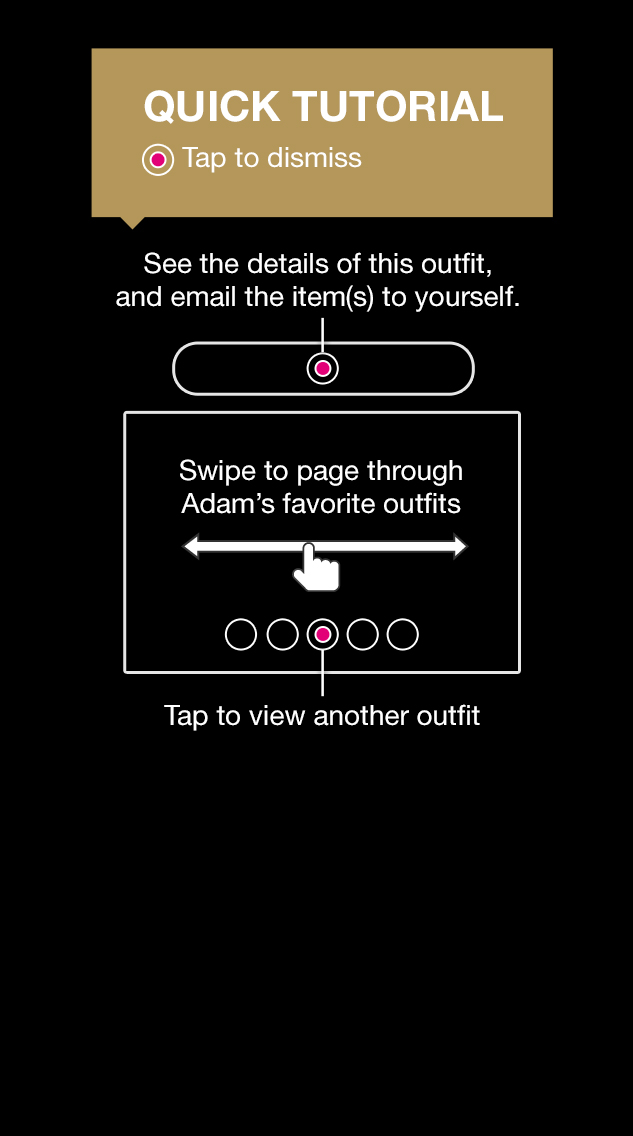 QUICK TUTORIAL
Tap to dismiss
See the details of this outfit,
and email the item(s) to yourself.
Swipe to page through
Adam’s favorite outfits
Tap to view another outfit